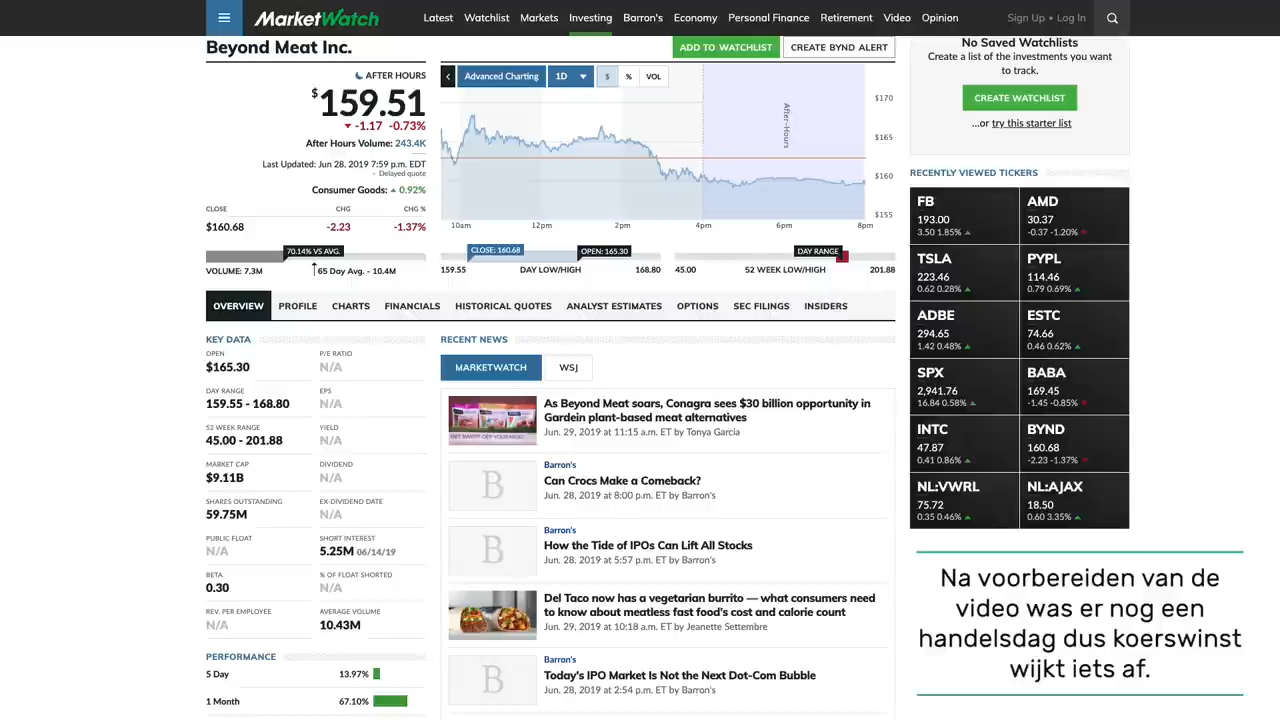 MarketWatch
Latest Watchlist Markets Investing Barron's Economy Personal Finance Retirement Video Opinion
Sign Up • Log In
Beyond Meat Inc.
ADD TO WATCHLIST
CREATE BYND ALERT
AFTER HOURS
$159.51
-1.17 -0.73%
After Hours Volume: 243.4K
Last Updated: Jun 28, 2019 7:59 p.m. EDT
- Delayed quote
Consumer Goods: 0.92%
CLOSE CHG CHG %
$160.68 -2.23 -1.37%
70.14% VS AVG.
VOLUME: 7.3M 65 Day Avg. - 10.4M
Advanced Charting 1D $ % VOL
After-Hours
$170
$165
$160
$155
10am 12pm 2pm 4pm 6pm 8pm
CLOSE: 160.68 OPEN: 165.30
159.55 DAY LOW/HIGH 168.80
DAY RANGE
45.00 52 WEEK LOW/HIGH 201.88
OVERVIEW PROFILE CHARTS FINANCIALS HISTORICAL QUOTES ANALYST ESTIMATES OPTIONS SEC FILINGS INSIDERS
KEY DATA
OPEN P/E RATIO
$165.30 N/A
DAY RANGE EPS
159.55 - 168.80 N/A
52 WEEK RANGE YIELD
45.00 - 201.88 N/A
MARKET CAP DIVIDEND
$9.11B N/A
SHARES OUTSTANDING EX-DIVIDEND DATE
59.75M N/A
PUBLIC FLOAT SHORT INTEREST
N/A 5.25M 06/14/19
BETA % OF FLOAT SHORTED
0.30 N/A
REV. PER EMPLOYEE AVERAGE VOLUME
N/A 10.43M
PERFORMANCE
5 Day 13.97%
1 Month 67.10%
RECENT NEWS
MARKETWATCH WSJ
As Beyond Meat soars, Conagra sees $30 billion opportunity in
Gardein plant-based meat alternatives
Jun. 29, 2019 at 11:15 a.m. ET by Tonya Garcia
B
Barron's
Can Crocs Make a Comeback?
Jun. 28, 2019 at 8:00 p.m. ET by Barron's
B
Barron's
How the Tide of IPOs Can Lift All Stocks
Jun. 28, 2019 at 5:57 p.m. ET by Barron's
Del Taco now has a vegetarian burrito — what consumers need
to know about meatless fast food's cost and calorie count
Jun. 29, 2019 at 10:18 a.m. ET by Jeanette Settembre
B
Barron's
Today's IPO Market Is Not the Next Dot-Com Bubble
Jun. 28, 2019 at 2:54 p.m. ET by Barron's
No Saved Watchlists
Create a list of the investments you want
to track.
CREATE WATCHLIST
...or try this starter list
RECENTLY VIEWED TICKERS
FB AMD
193.00 30.37
3.50 1.85% -0.37 -1.20%
TSLA PYPL
223.46 114.46
0.62 0.28% 0.79 0.69%
ADBE ESTC
294.65 74.66
1.42 0.48% 0.46 0.62%
SPX BABA
2,941.76 169.45
16.84 0.58% -1.45 -0.85%
INTC BYND
47.87 160.68
0.41 0.86% -2.23 -1.37%
NL:VWRL NL:AJAX
75.72 18.50
0.35 0.46% 0.60 3.35%
Na voorbereiden van de
video was er nog een
handelsdag dus koerswinst
wijkt iets af.